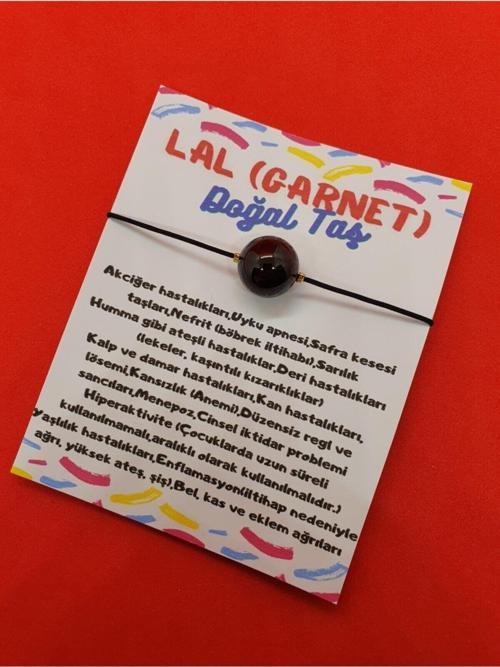 LAL (GARNET)
Doğal Taş
Akciğer hastalıkları,Uyku apnesi,Safra kesesi
taşları,Nefrit (böbrek iltihabı),Sarılık
Humma gibi ateşli hastalıklar,Deri hastalıkları
(lekeler, kaşıntılı kızarıklıklar)
Kalp ve damar hastalıkları,Kan hastalıkları,
lösemi,Kansızlık (Anemi),Düzensiz regl ve
sancıları,Menepoz,Cinsel iktidar problemi
Hiperaktivite (Çocuklarda uzun süreli
kullanılmamalı,aralıklı olarak kullanılmalıdır.)
Yaşlılık hastalıkları,Enflamasyon(iltihap nedeniyle
ağrı, yüksek ateş, şiş),Bel, kas ve eklem ağrıları